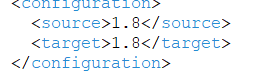 <configuration>
<source>1.8</source>
<target>1.8</target>
</configuration>